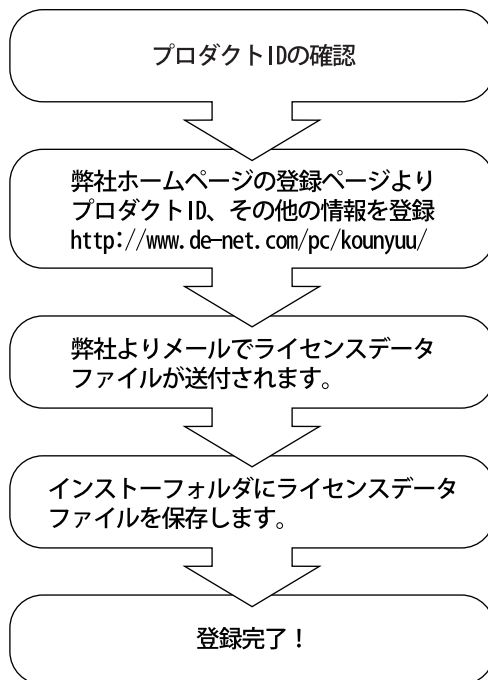 プロダクトIDの確認
弊社ホームページの登録ページより
プロダクトID、その他の情報を登録
http://www.de-net.com/pc/kounyuu/
弊社よりメールでライセンスデータ
ファイルが送付されます。
インストーフォルダにライセンスデータ
ファイルを保存します。
登録完了！